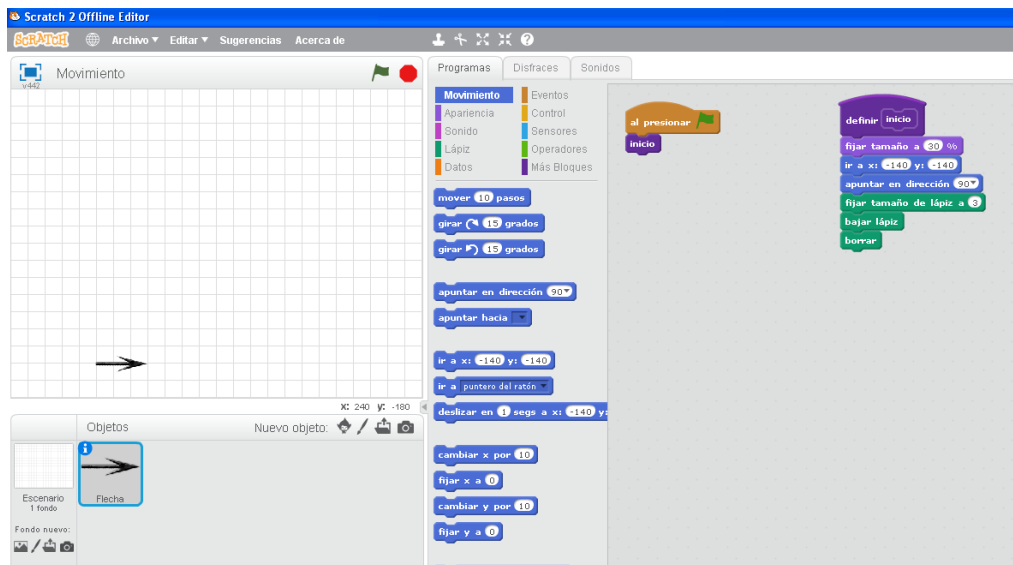 Scratch 2 Offline Editor
SCRATCH Archivo Editar Sugerencias Acerca de
v442 Movimiento
Programas Disfraces Sonidos
Movimiento Eventos
Apariencia Control
Sonido Sensores
Lápiz Operadores
Datos Más Bloques
mover 10 pasos
girar 15 grados
girar 15 grados
apuntar en dirección 90
apuntar hacia
ir a x: -140 y: -140
ir a puntero del ratón
deslizar en 1 segs a x: -140 y:
cambiar x por 10
fijar x a 0
cambiar y por 10
fijar y a 0
al presionar
inicio
definir inicio
fijar tamaño a 30 %
ir a x: -140 y: -140
apuntar en dirección 90
fijar tamaño de lápiz a 3
bajar lápiz
borrar
X: 240 y: -180
Objetos Nuevo objeto:
Escenario
1 fondo
Flecha
Fondo nuevo: